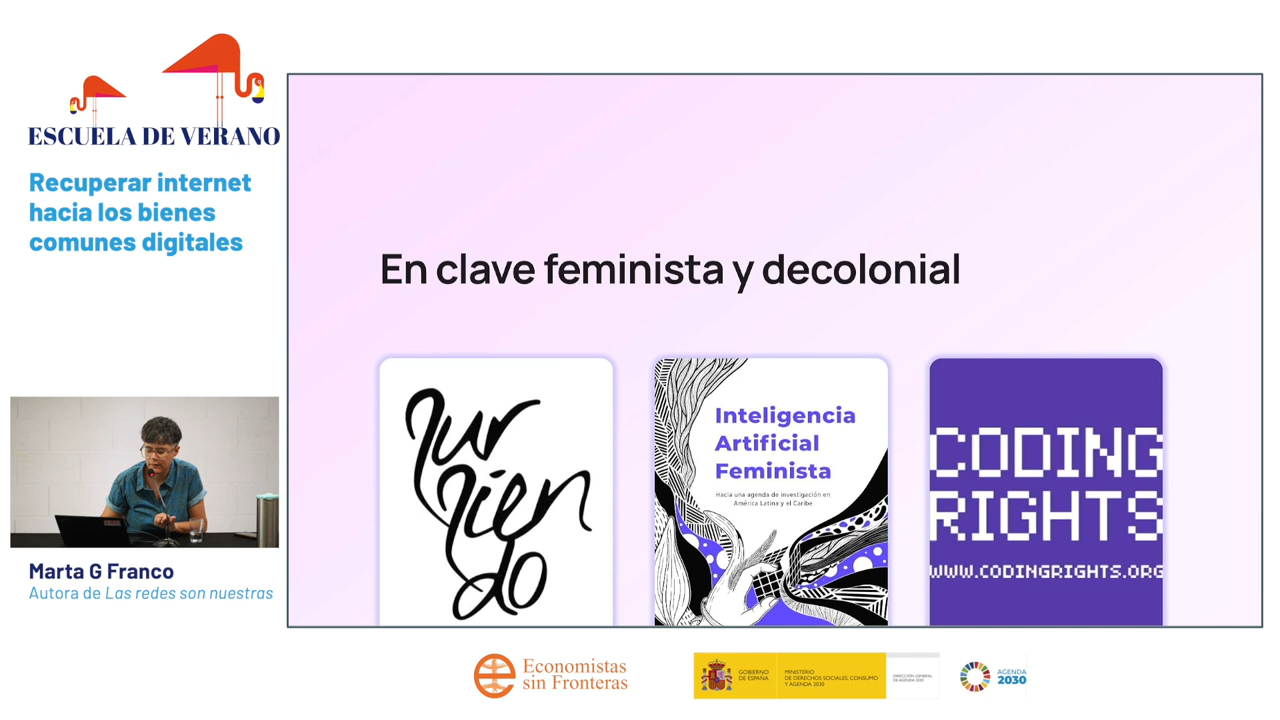 ESCUELA DE VERANO
Recuperar internet
hacia los bienes
comunes digitales
En clave feminista y decolonial
Sur
sien
do
Inteligencia
Artificial
Feminista
Hacia una agenda de investigación en
América Latina y el Caribe
CODING
RIGHTS
WWW.CODINGRIGHTS.ORG
Marta G Franco
Autora de Las redes son nuestras
Economistas
sin Fronteras
GOBIERNO
DE ESPAÑA
MINISTERIO
DE DERECHOS SOCIALES, CONSUMO
Y AGENDA 2030
DIRECCIÓN GENERAL
DE AGENDA 2030
AGENDA
2030